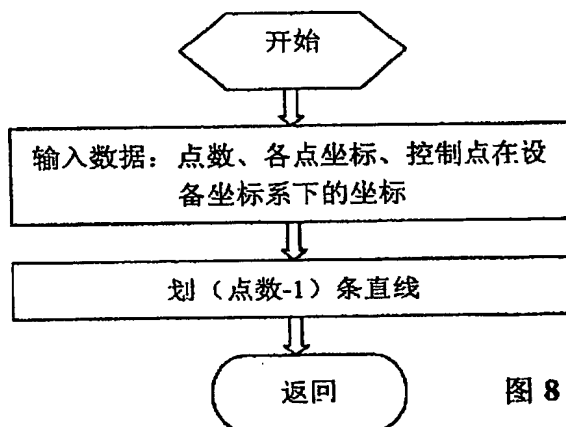 开始
输入数据：点数、各点坐标、控制点在设
备坐标系下的坐标
划（点数-1）条直线
返回
图 8